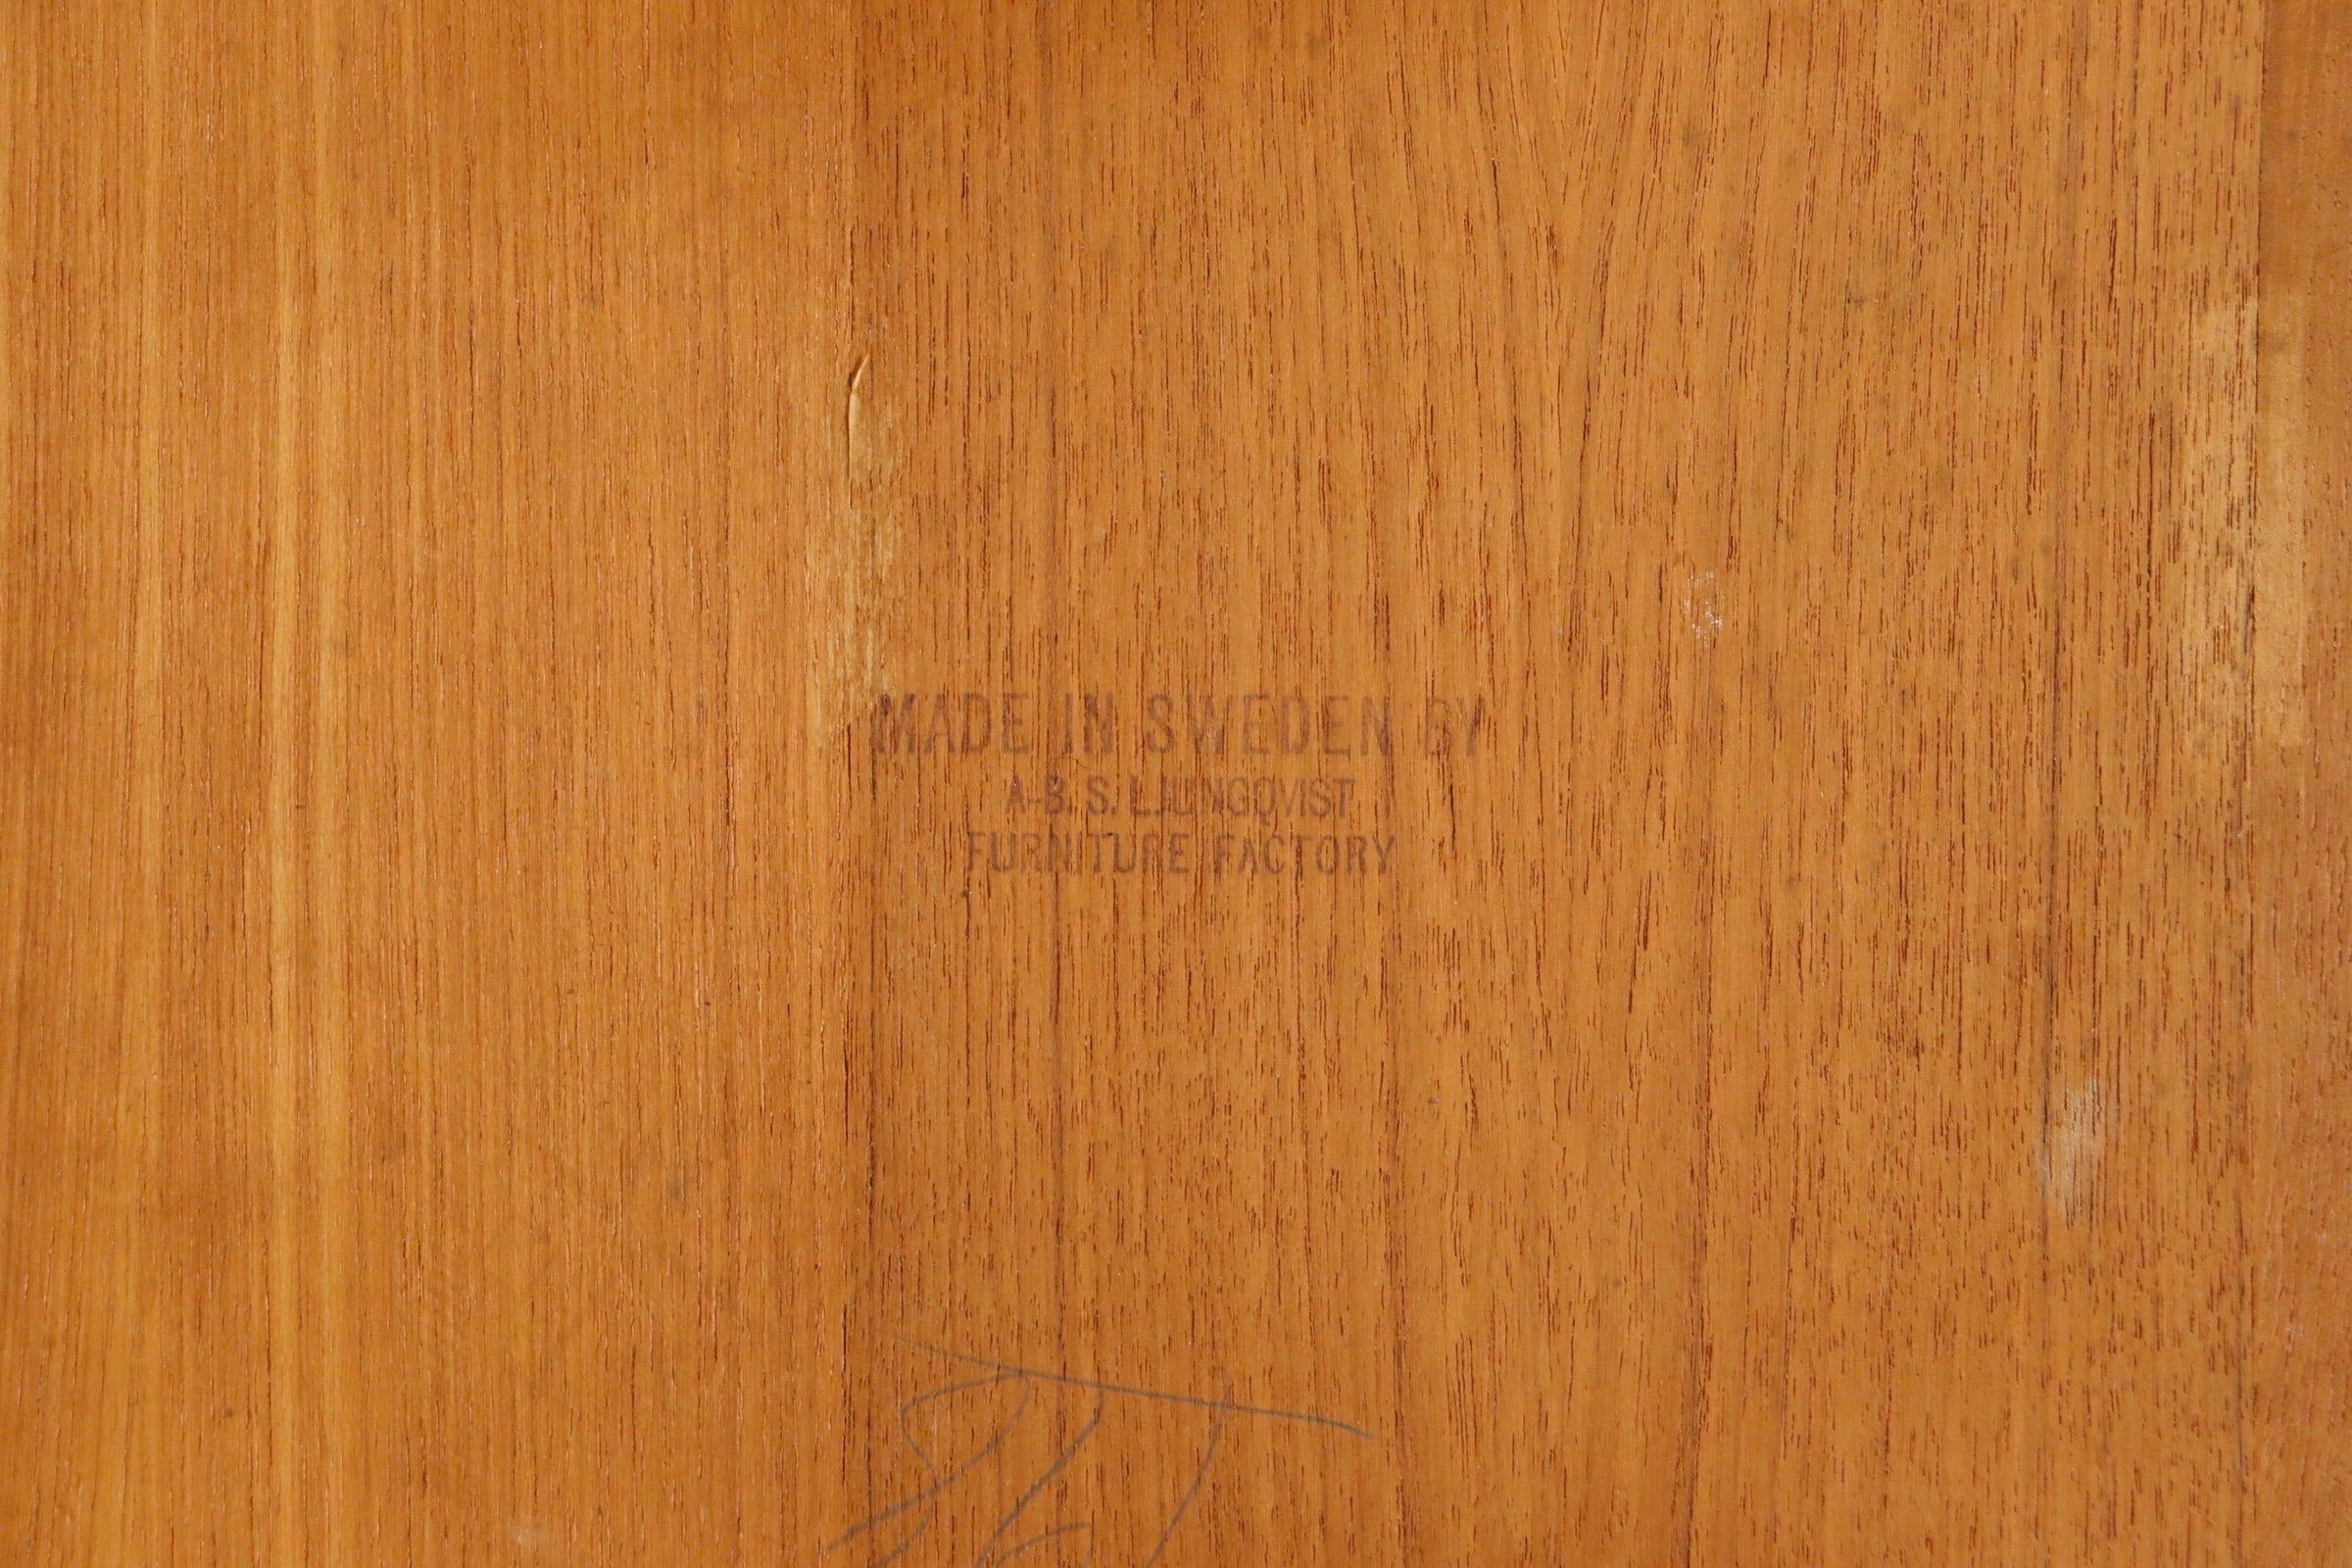 MADE IN SWEDEN BY
A-B. S. LJUNGQVIST
FURNITURE FACTORY